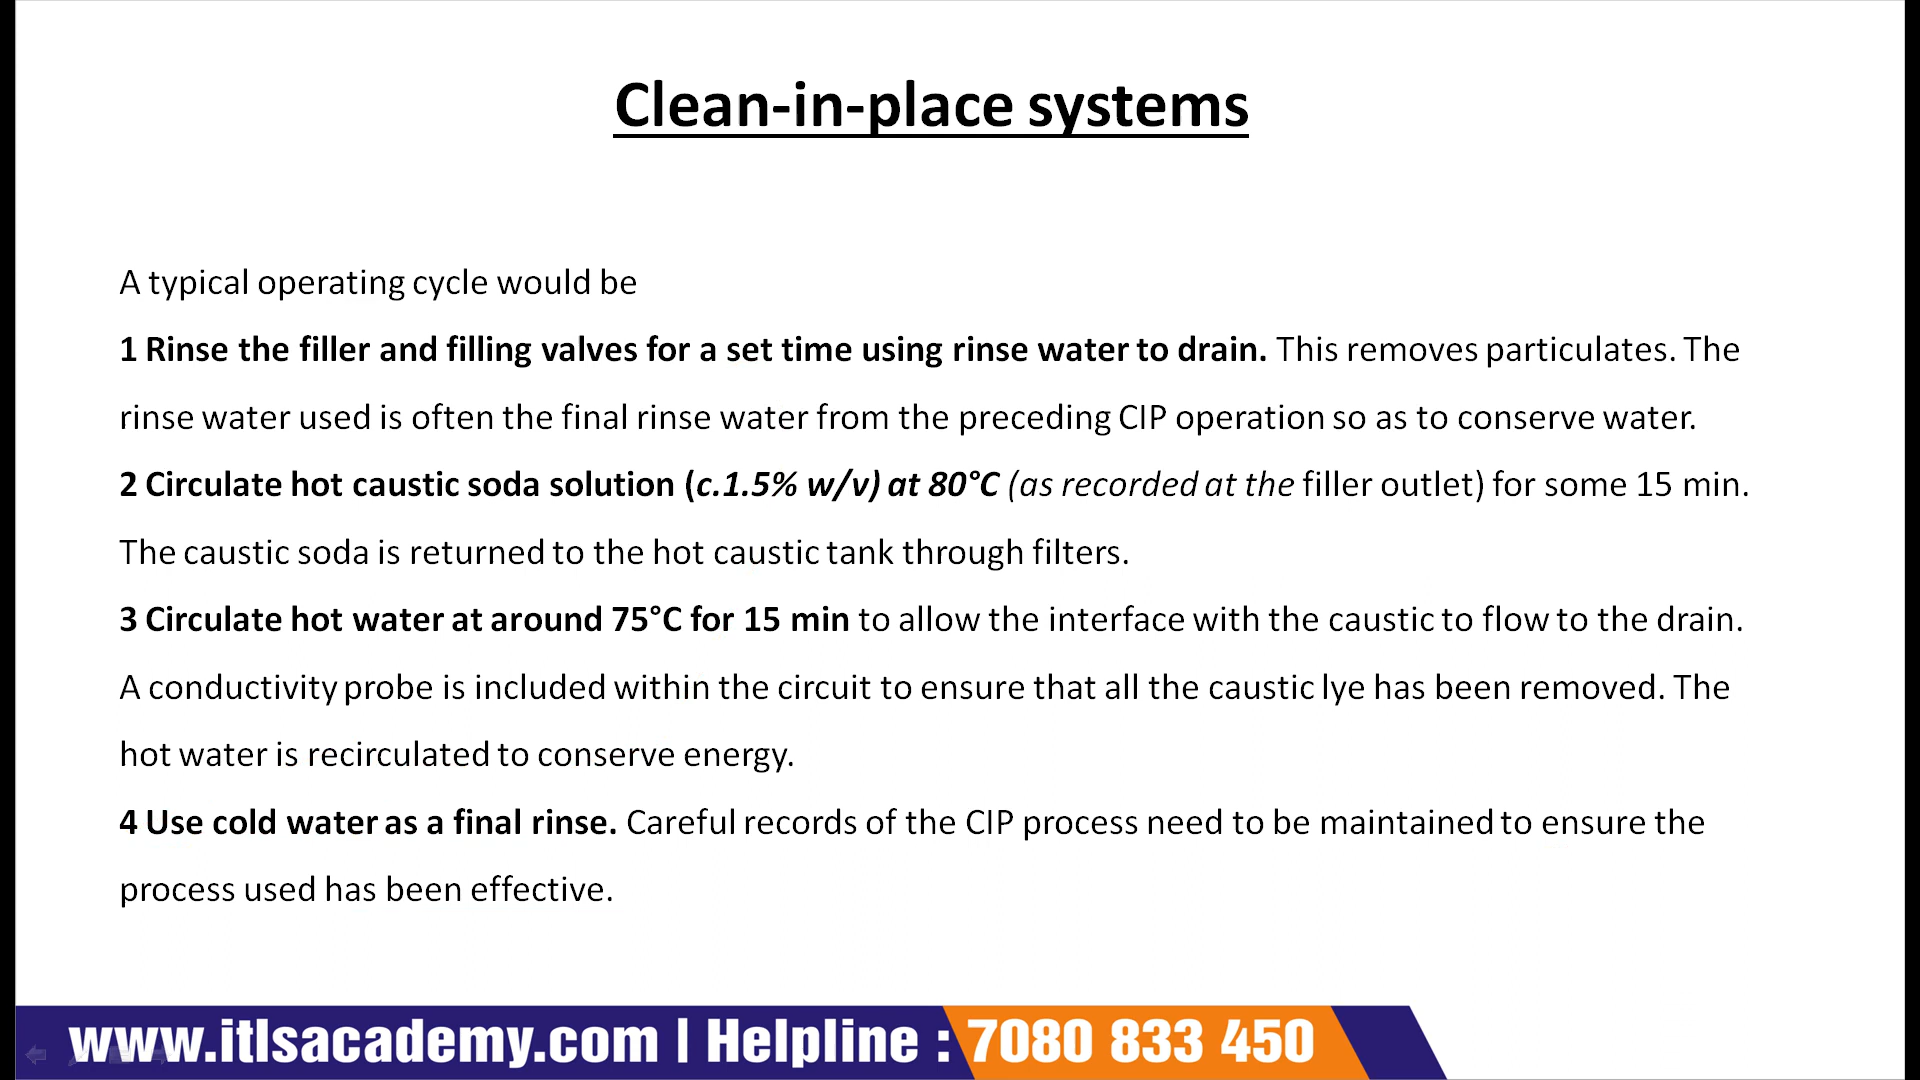 Clean-in-place systems
A typical operating cycle would be
1 Rinse the filler and filling valves for a set time using rinse water to drain. This removes particulates. The
rinse water used is often the final rinse water from the preceding CIP operation so as to conserve water.
2 Circulate hot caustic soda solution (c.1.5% w/v) at 80°C (as recorded at the filler outlet) for some 15 min.
The caustic soda is returned to the hot caustic tank through filters.
3 Circulate hot water at around 75°C for 15 min to allow the interface with the caustic to flow to the drain.
A conductivity probe is included within the circuit to ensure that all the caustic lye has been removed. The
hot water is recirculated to conserve energy.
4 Use cold water as a final rinse. Careful records of the CIP process need to be maintained to ensure the
process used has been effective.
www.itlsacademy.com | Helpline : 7080 833 450